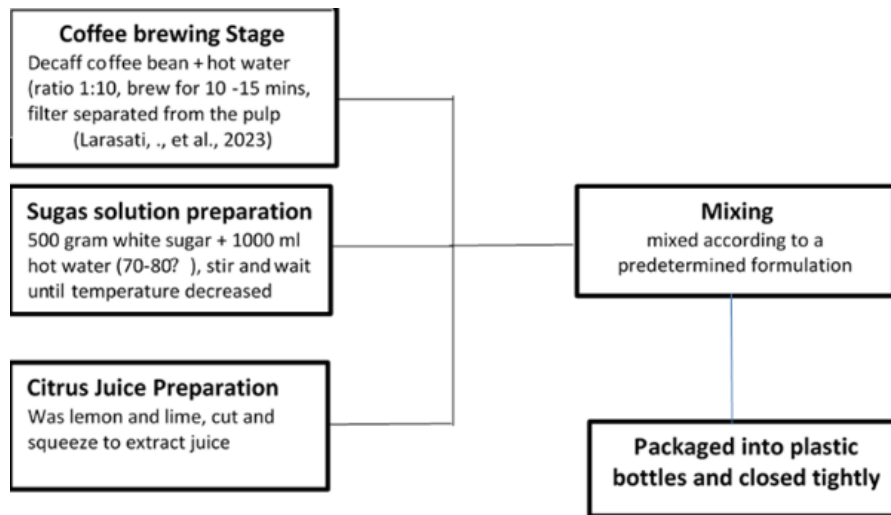 Coffee brewing Stage
Decaff coffee bean + hot water
(ratio 1:10, brew for 10 -15 mins,
filter separated from the pulp
(Larasati, ., et al., 2023)
Sugas solution preparation
500 gram white sugar + 1000 ml
hot water (70-80? ), stir and wait
until temperature decreased
Citrus Juice Preparation
Was lemon and lime, cut and
squeeze to extract juice
Mixing
mixed according to a
predetermined formulation
Packaged into plastic
bottles and closed tightly